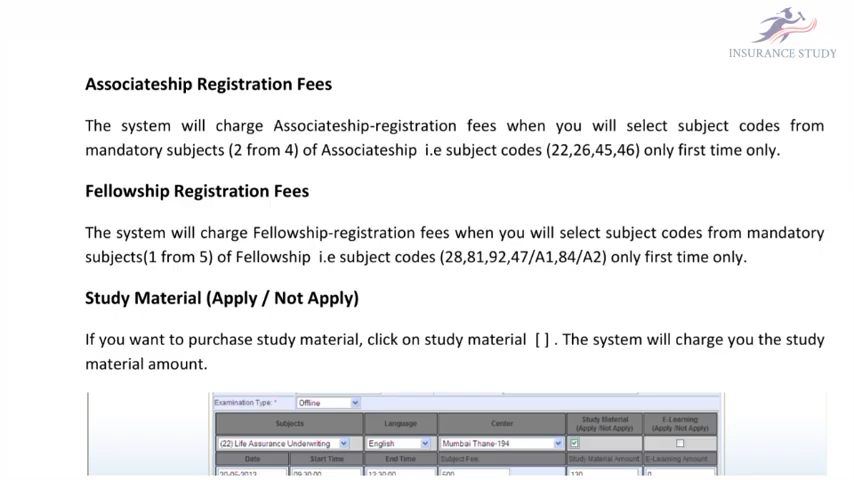 INSURANCE STUDY
Associateship Registration Fees
The system will charge Associateship-registration fees when you will select subject codes from
mandatory subjects (2 from 4) of Associateship i.e subject codes (22,26,45,46) only first time only.
Fellowship Registration Fees
The system will charge Fellowship-registration fees when you will select subject codes from mandatory
subjects(1 from 5) of Fellowship i.e subject codes (28,81,92,47/A1,84/A2) only first time only.
Study Material (Apply / Not Apply)
If you want to purchase study material, click on study material [ ] . The system will charge you the study
material amount.
Examination Type: * Offline
Subjects Language Center Study Material (Apply /Not Apply) E-Learning (Apply /Not Apply)
(22) Life Assurance Underwriting English Mumbai Thane-194
Date Start Time End Time Subject Fee: Study Material Amount E-Learning Amount